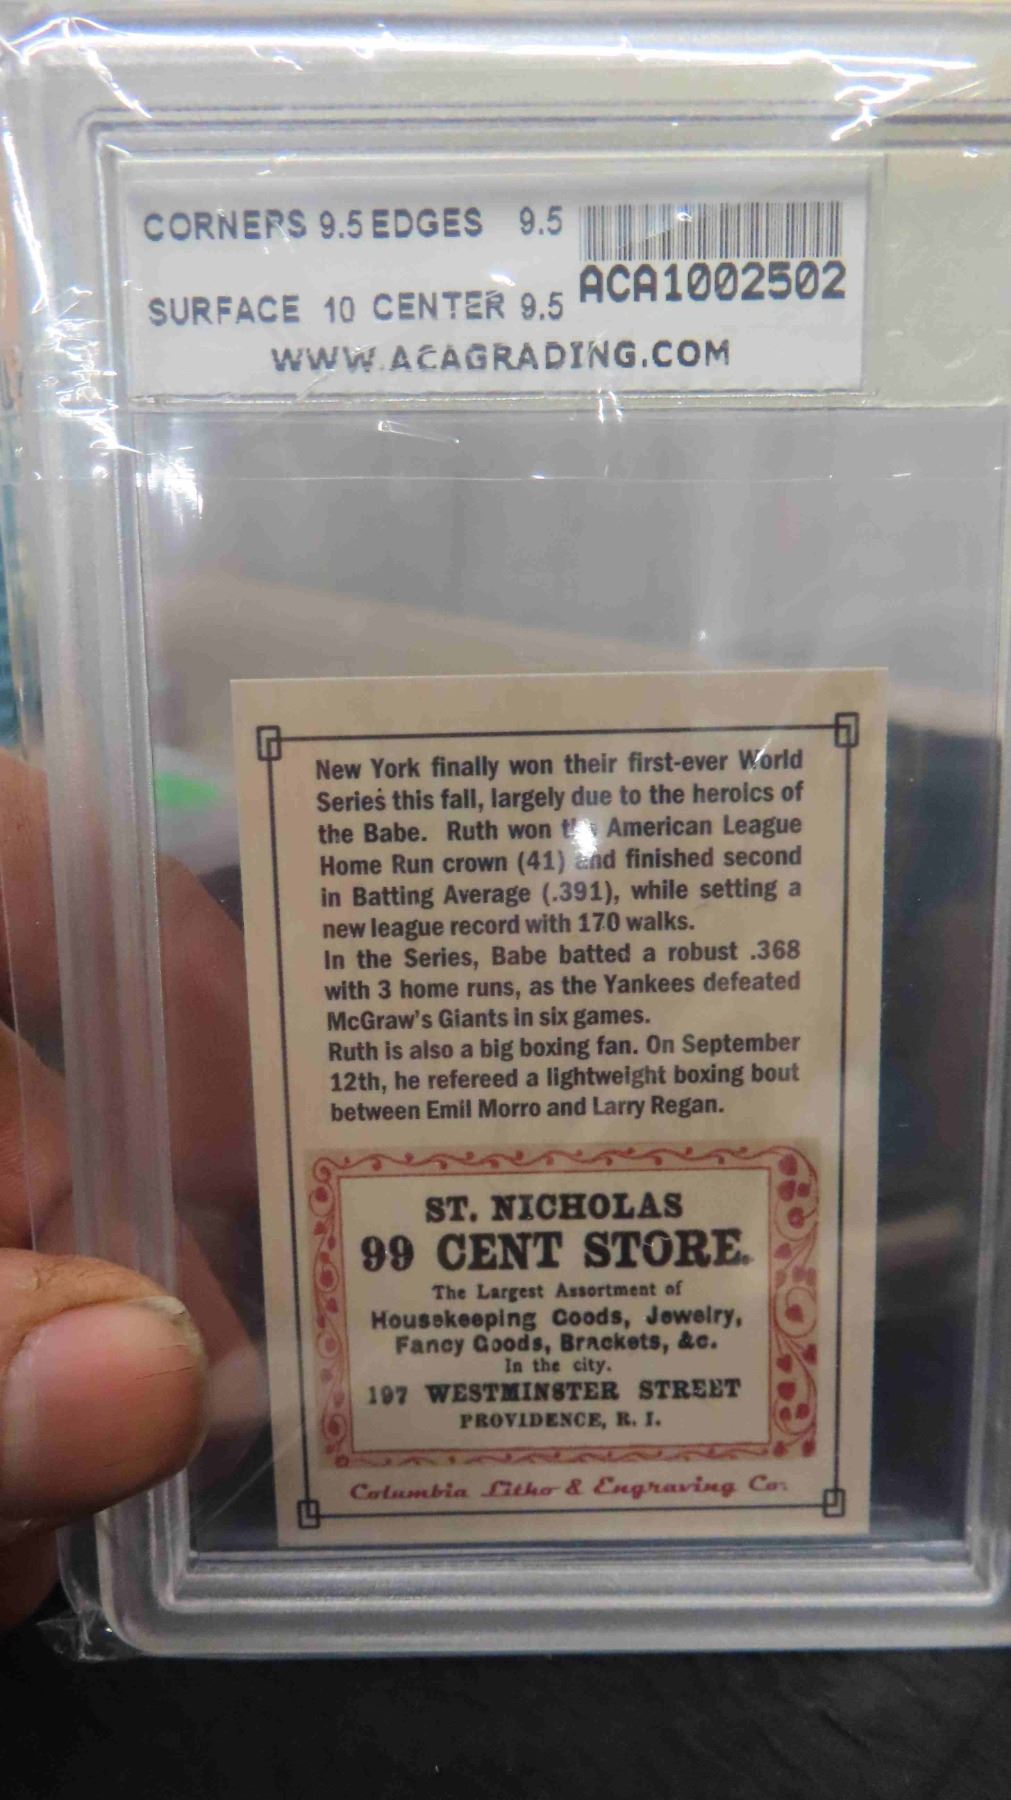 CORNERS 9.5 EDGES 9.5
ACA1002502
SURFACE 10 CENTER 9.5
WWW.ACAGRADING.COM
New York finally won their first-ever World
Series this fall, largely due to the heroics of
the Babe. Ruth won the American League
Home Run crown (41) and finished second
in Batting Average (.391), while setting a
new league record with 170 walks.
In the Series, Babe batted a robust .368
with 3 home runs, as the Yankees defeated
McGraw's Giants in six games.
Ruth is also a big boxing fan. On September
12th, he refereed a lightweight boxing bout
between Emil Morro and Larry Regan.
ST. NICHOLAS
99 CENT STORE.
The Largest Assortment of
Housekeeping Goods, Jewelry,
Fancy Goods, Brackets, &c.
In the city.
197 WESTMINSTER STREET
PROVIDENCE, R. I.
Columbia Litho & Engraving Co.